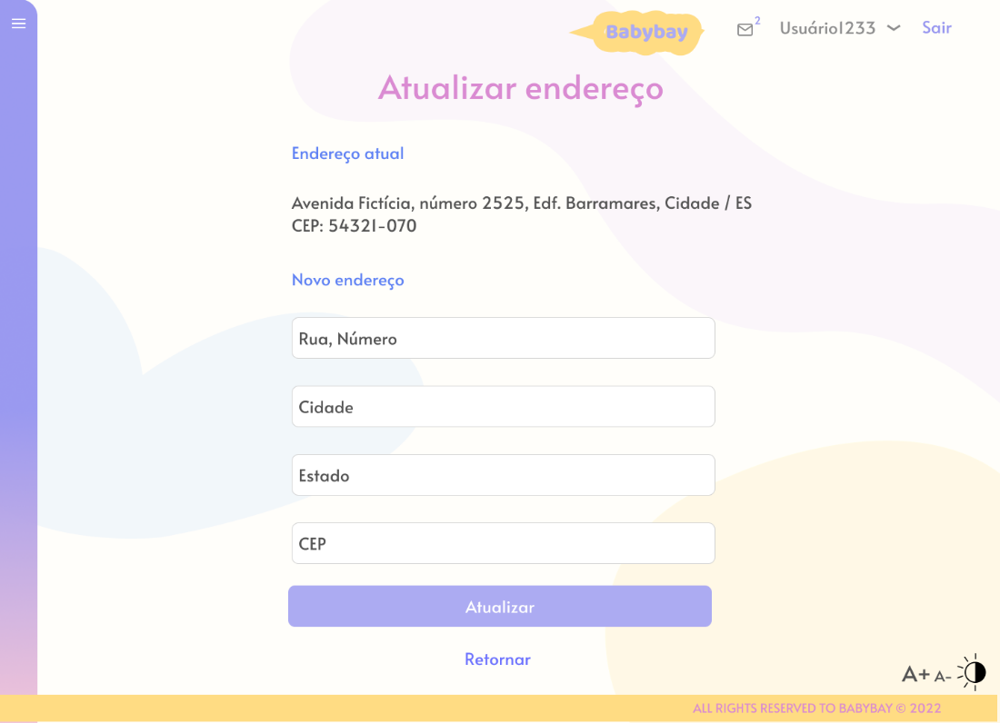 Babybay
2
Usuário1233
Sair
Atualizar endereço
Endereço atual
Avenida Fictícia, número 2525, Edf. Barramares, Cidade / ES
CEP: 54321-070
Novo endereço
Rua, Número
Cidade
Estado
CEP
Atualizar
Retornar
A+ A-
ALL RIGHTS RESERVED TO BABYBAY © 2022